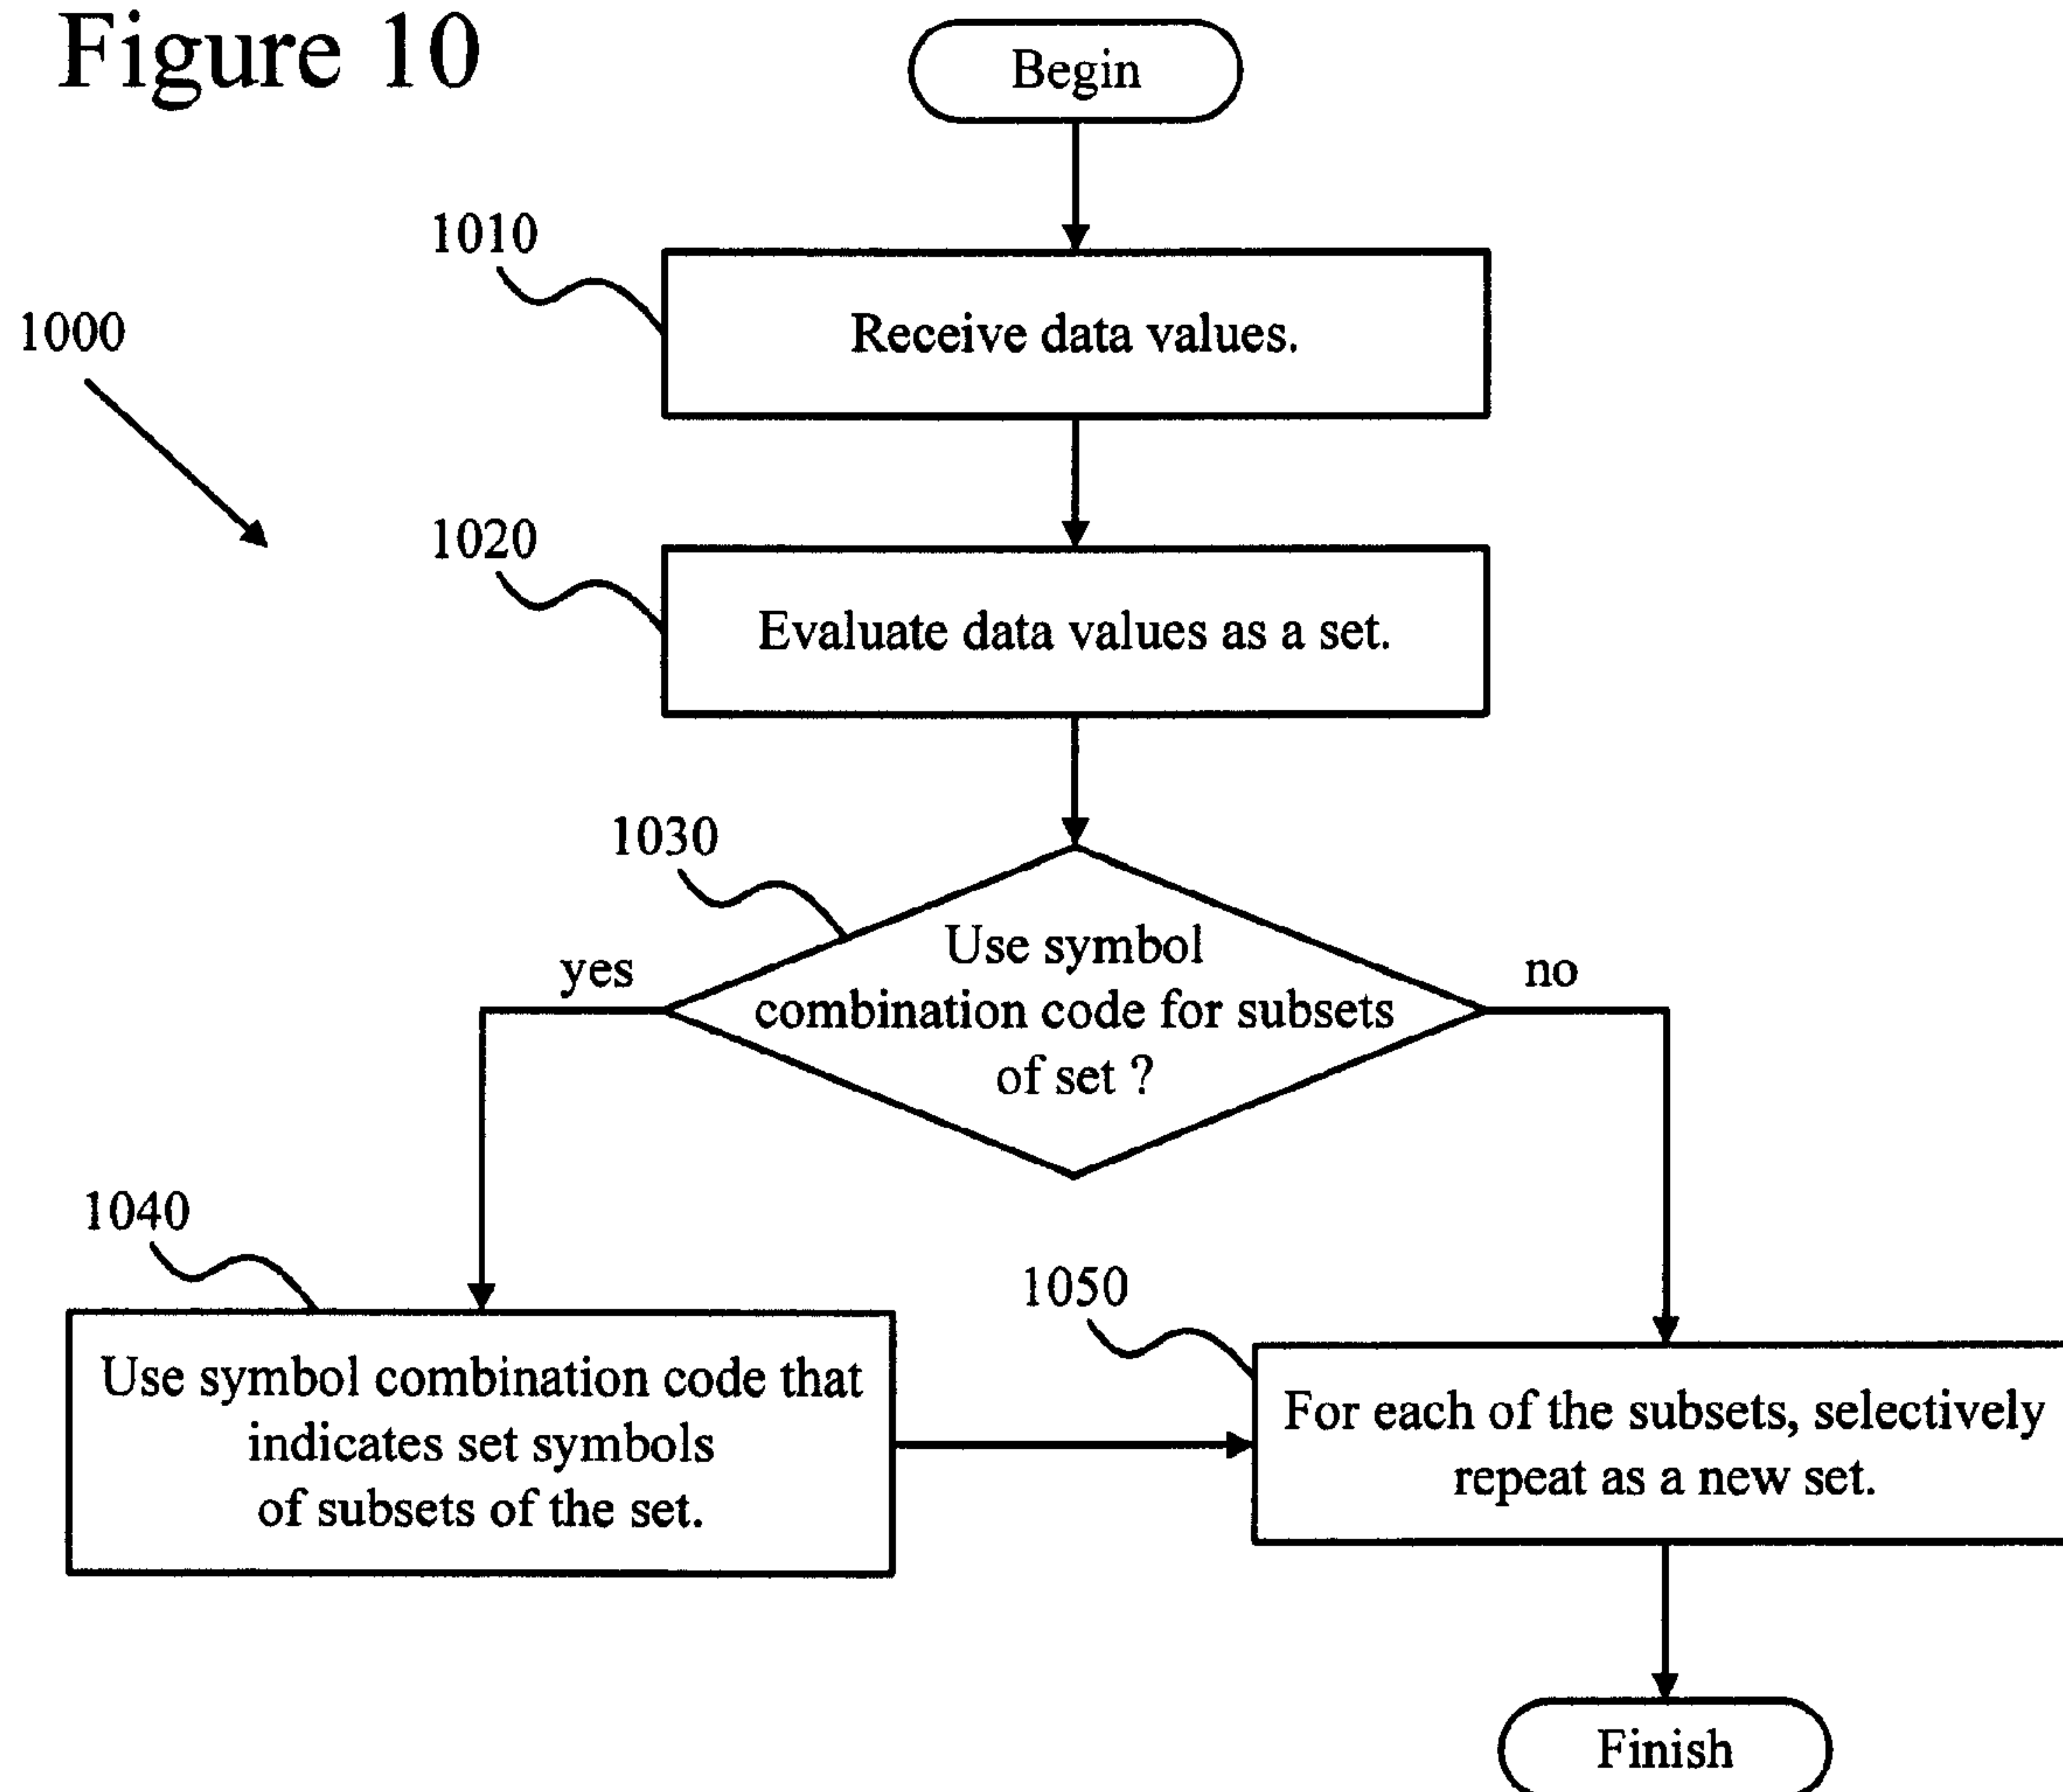 Figure 10
Begin
1010
Receive data values.
1000
1020
Evaluate data values as a set.
1030
Use symbol
combination code for subsets
of set ?
yes
no
1040
Use symbol combination code that
indicates set symbols
of subsets of the set.
1050
For each of the subsets, selectively
repeat as a new set.
Finish